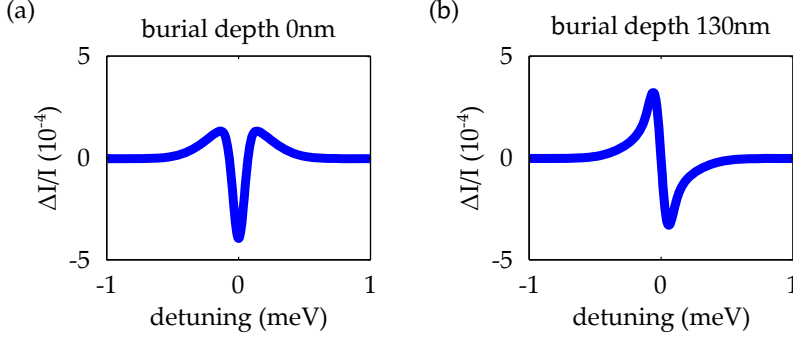 (a)
burial depth 0nm
5
0
-5
ΔI/I (10⁻⁴)
-1
0
1
detuning (meV)
(b)
burial depth 130nm
5
0
-5
ΔI/I (10⁻⁴)
-1
0
1
detuning (meV)